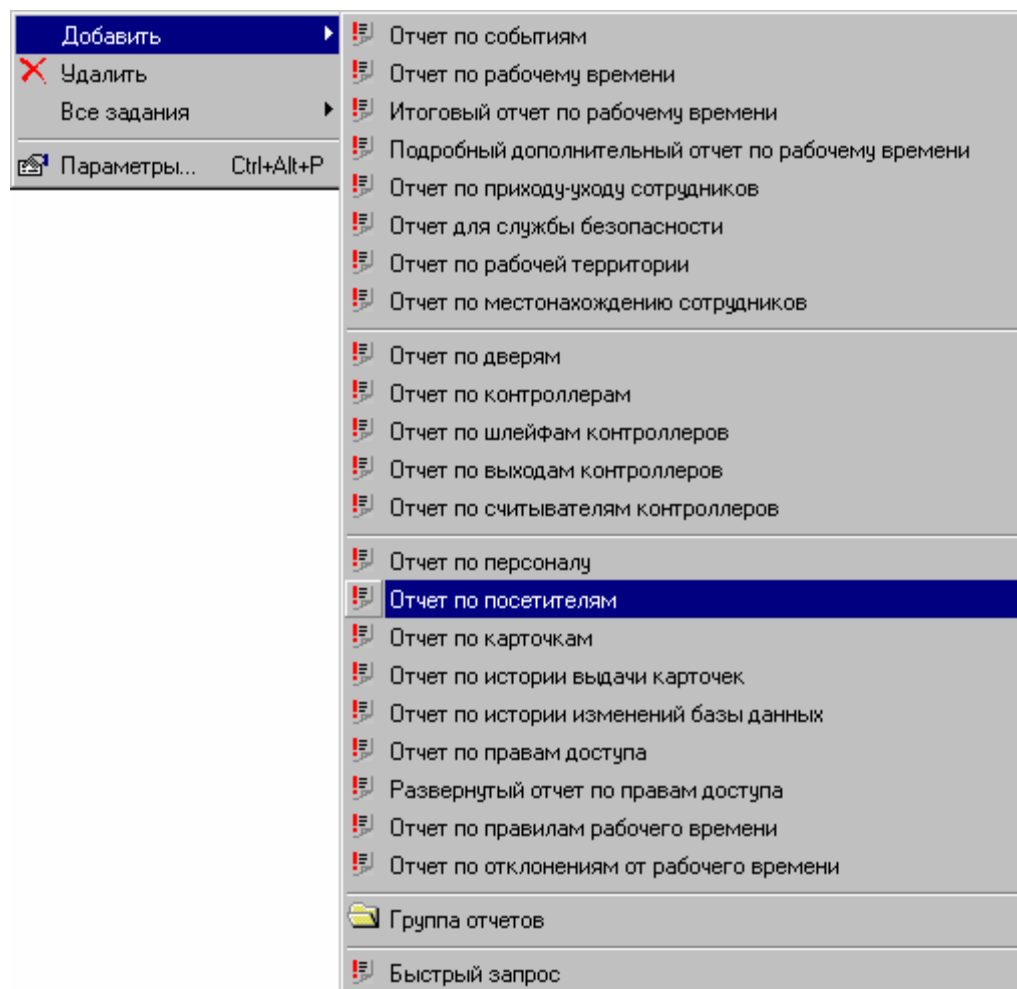 Добавить
Удалить
Все задания
Параметры... Ctrl+Alt+P
Отчет по событиям
Отчет по рабочему времени
Итоговый отчет по рабочему времени
Подробный дополнительный отчет по рабочему времени
Отчет по приходу-уходу сотрудников
Отчет для службы безопасности
Отчет по рабочей территории
Отчет по местонахождению сотрудников
Отчет по дверям
Отчет по контроллерам
Отчет по шлейфам контроллеров
Отчет по выходам контроллеров
Отчет по считывателям контроллеров
Отчет по персоналу
Отчет по посетителям
Отчет по карточкам
Отчет по истории выдачи карточек
Отчет по истории изменений базы данных
Отчет по правам доступа
Развернутый отчет по правам доступа
Отчет по правилам рабочего времени
Отчет по отклонениям от рабочего времени
Группа отчетов
Быстрый запрос